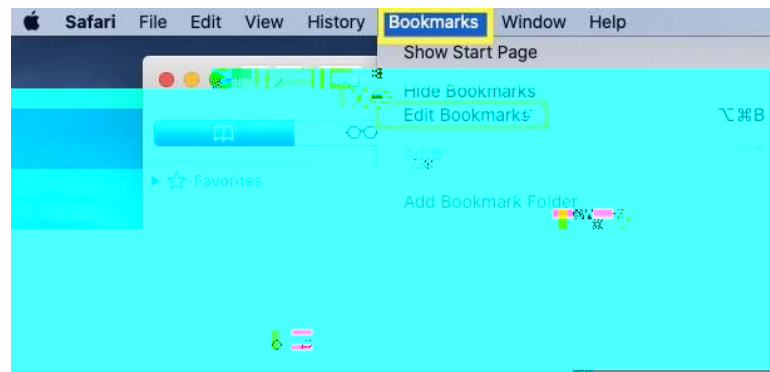 Safari File Edit View History Bookmarks Window Help
Show Start Page
Hide Bookmarks
Edit Bookmarks ⌥⌘B
Favorites
Add Bookmark Folder